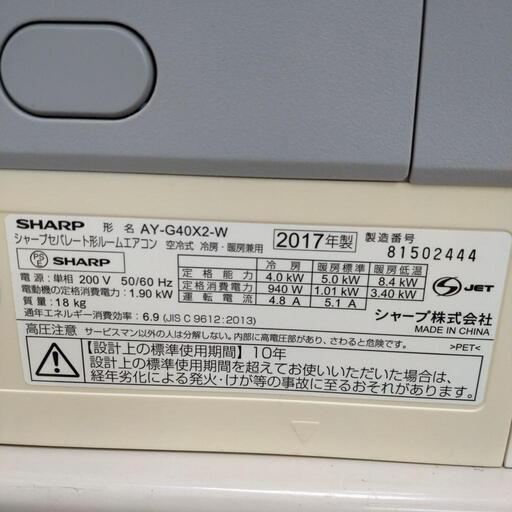 SHARP 形名 AY-G40X2-W
シャープセパレート形ルームエアコン 空冷式 冷房・暖房兼用
2017年製
製造番号
81502444
PS E SHARP
電源：単相 200 V 50/60 Hz
電動機の定格消費電力：1.90 kW
質量：18 kg
冷房 暖房標準 暖房低温
定格能力 4.0 kW 5.0 kW 8.4 kW
定格消費電力 940 W 1.01 kW 3.40 kW
運転電流 4.8 A 5.1 A
S JET
通年エネルギー消費効率：6.9 (JIS C 9612:2013)
シャープ株式会社
MADE IN CHINA
高圧注意 サービスマン以外の人は分解しない。内部に高電圧部があり、さわると危険です。
>PET<
【設計上の標準使用期間】10年
設計上の標準使用期間を超えてお使いいただいた場合は、
経年劣化による発火・けが等の事故に至るおそれがあります。